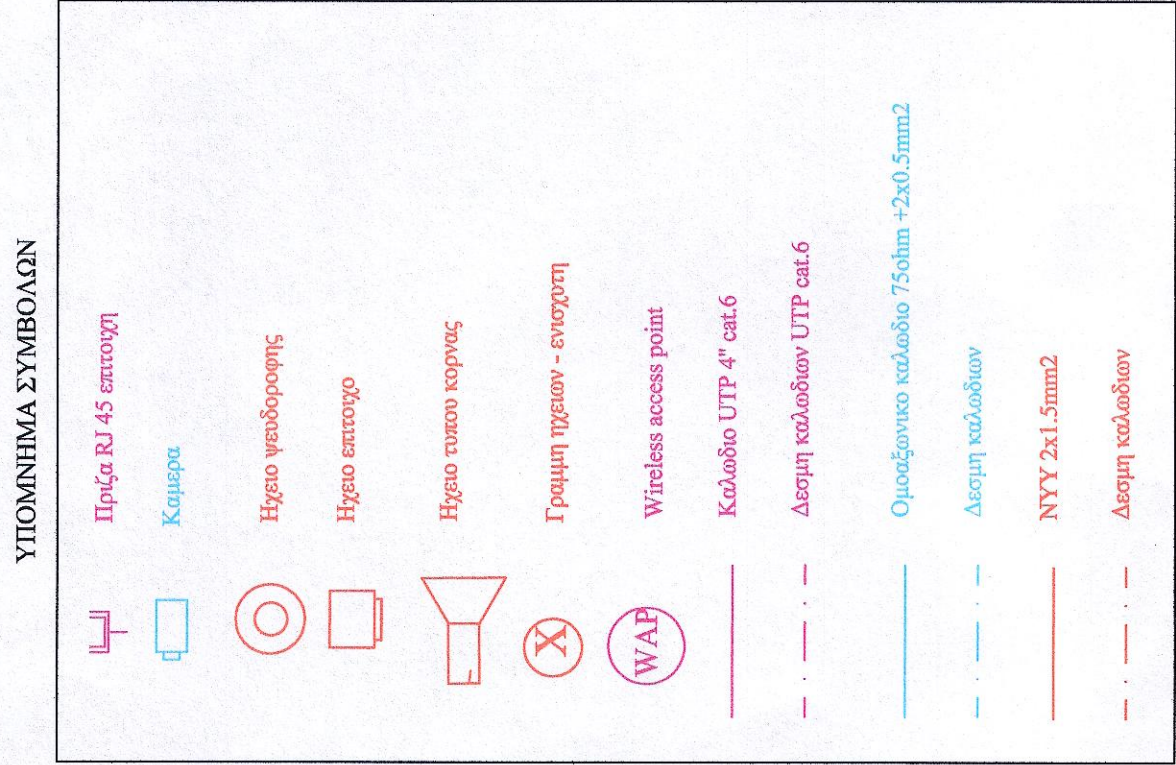 ΥΠΟΜΝΗΜΑ ΣΥΜΒΟΛΩΝ
Πριζα RJ 45 επιτοιχη
Καμερα
Ηχειο ψευδοροφης
Ηχειο επιτοιχο
Ηχειο τυπου κορνας
X Γραμμη ηχειων - ενισχυτη
WAP Wireless access point
Καλωδιο UTP 4" cat.6
Δεσμη καλωδιων UTP cat.6
Ομοαξωνικο καλωδιο 75ohm +2x0.5mm2
Δεσμη καλωδιων
NYY 2x1.5mm2
Δεσμη καλωδιων